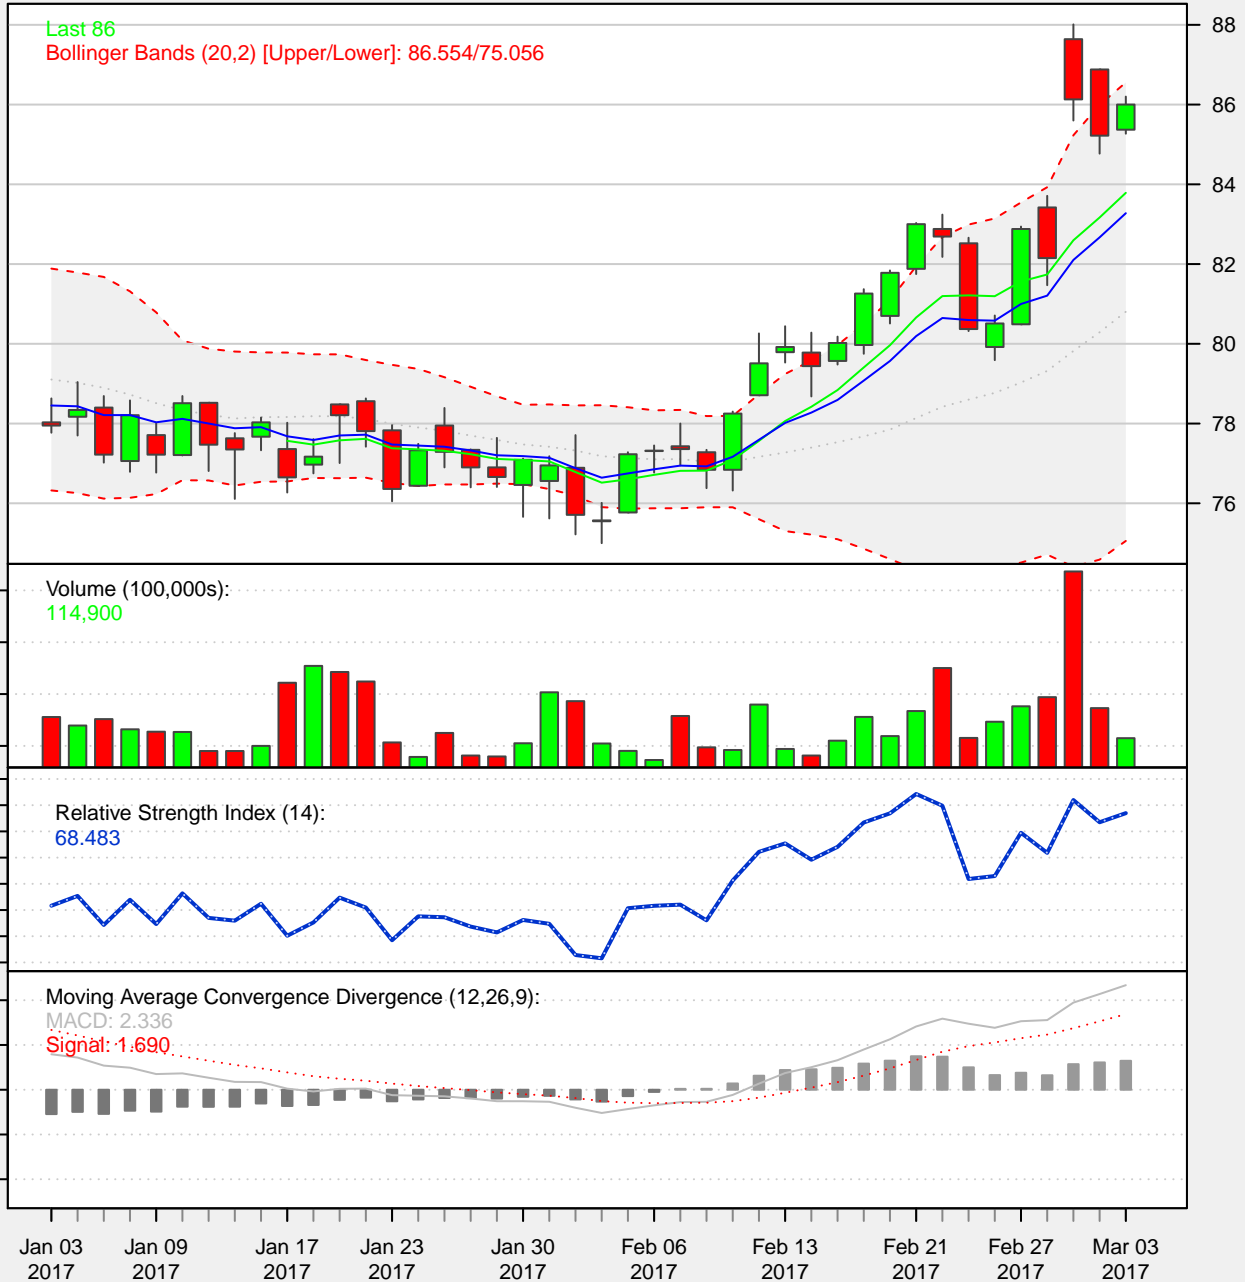 Last 86
Bollinger Bands (20,2) [Upper/Lower]: 86.554/75.056
88
86
84
82
80
78
76
Volume (100,000s):
114,900
Relative Strength Index (14):
68.483
Moving Average Convergence Divergence (12,26,9):
MACD: 2.336
Signal: 1.690
Jan 03 Jan 09 Jan 17 Jan 23 Jan 30 Feb 06 Feb 13 Feb 21 Feb 27 Mar 03
2017 2017 2017 2017 2017 2017 2017 2017 2017 2017